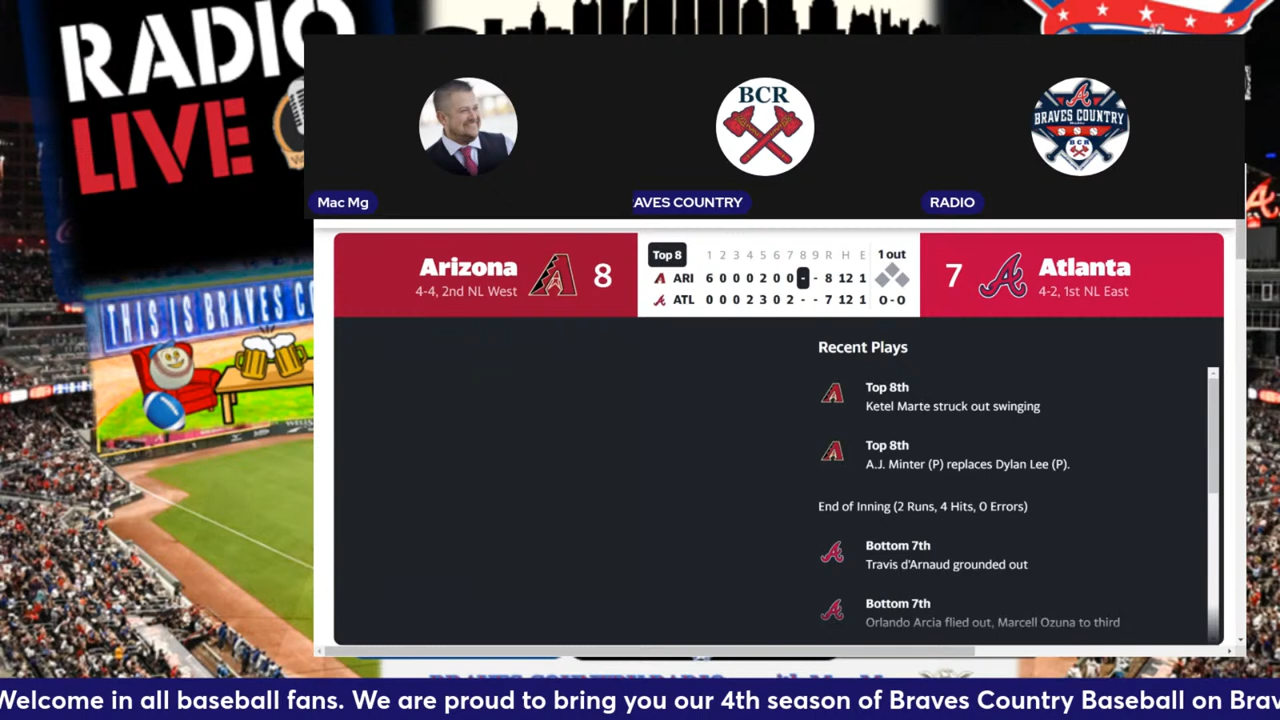 RADIO
LIVE
BCR
BRAVES COUNTRY
BCR
Mac Mg
AVES COUNTRY
RADIO
Arizona
4-4, 2nd NL West
8
Top 8 1 2 3 4 5 6 7 8 9 R H E
ARI 6 0 0 0 2 0 0 - - 8 12 1
ATL 0 0 0 2 3 0 2 - - 7 12 1
1 out
0 - 0
7
Atlanta
4-2, 1st NL East
Recent Plays
Top 8th
Ketel Marte struck out swinging
Top 8th
A.J. Minter (P) replaces Dylan Lee (P).
End of Inning (2 Runs, 4 Hits, 0 Errors)
Bottom 7th
Travis d'Arnaud grounded out
Bottom 7th
Orlando Arcia flied out, Marcell Ozuna to third
THIS IS BRAVES CO
Welcome in all baseball fans. We are proud to bring you our 4th season of Braves Country Baseball on Brav